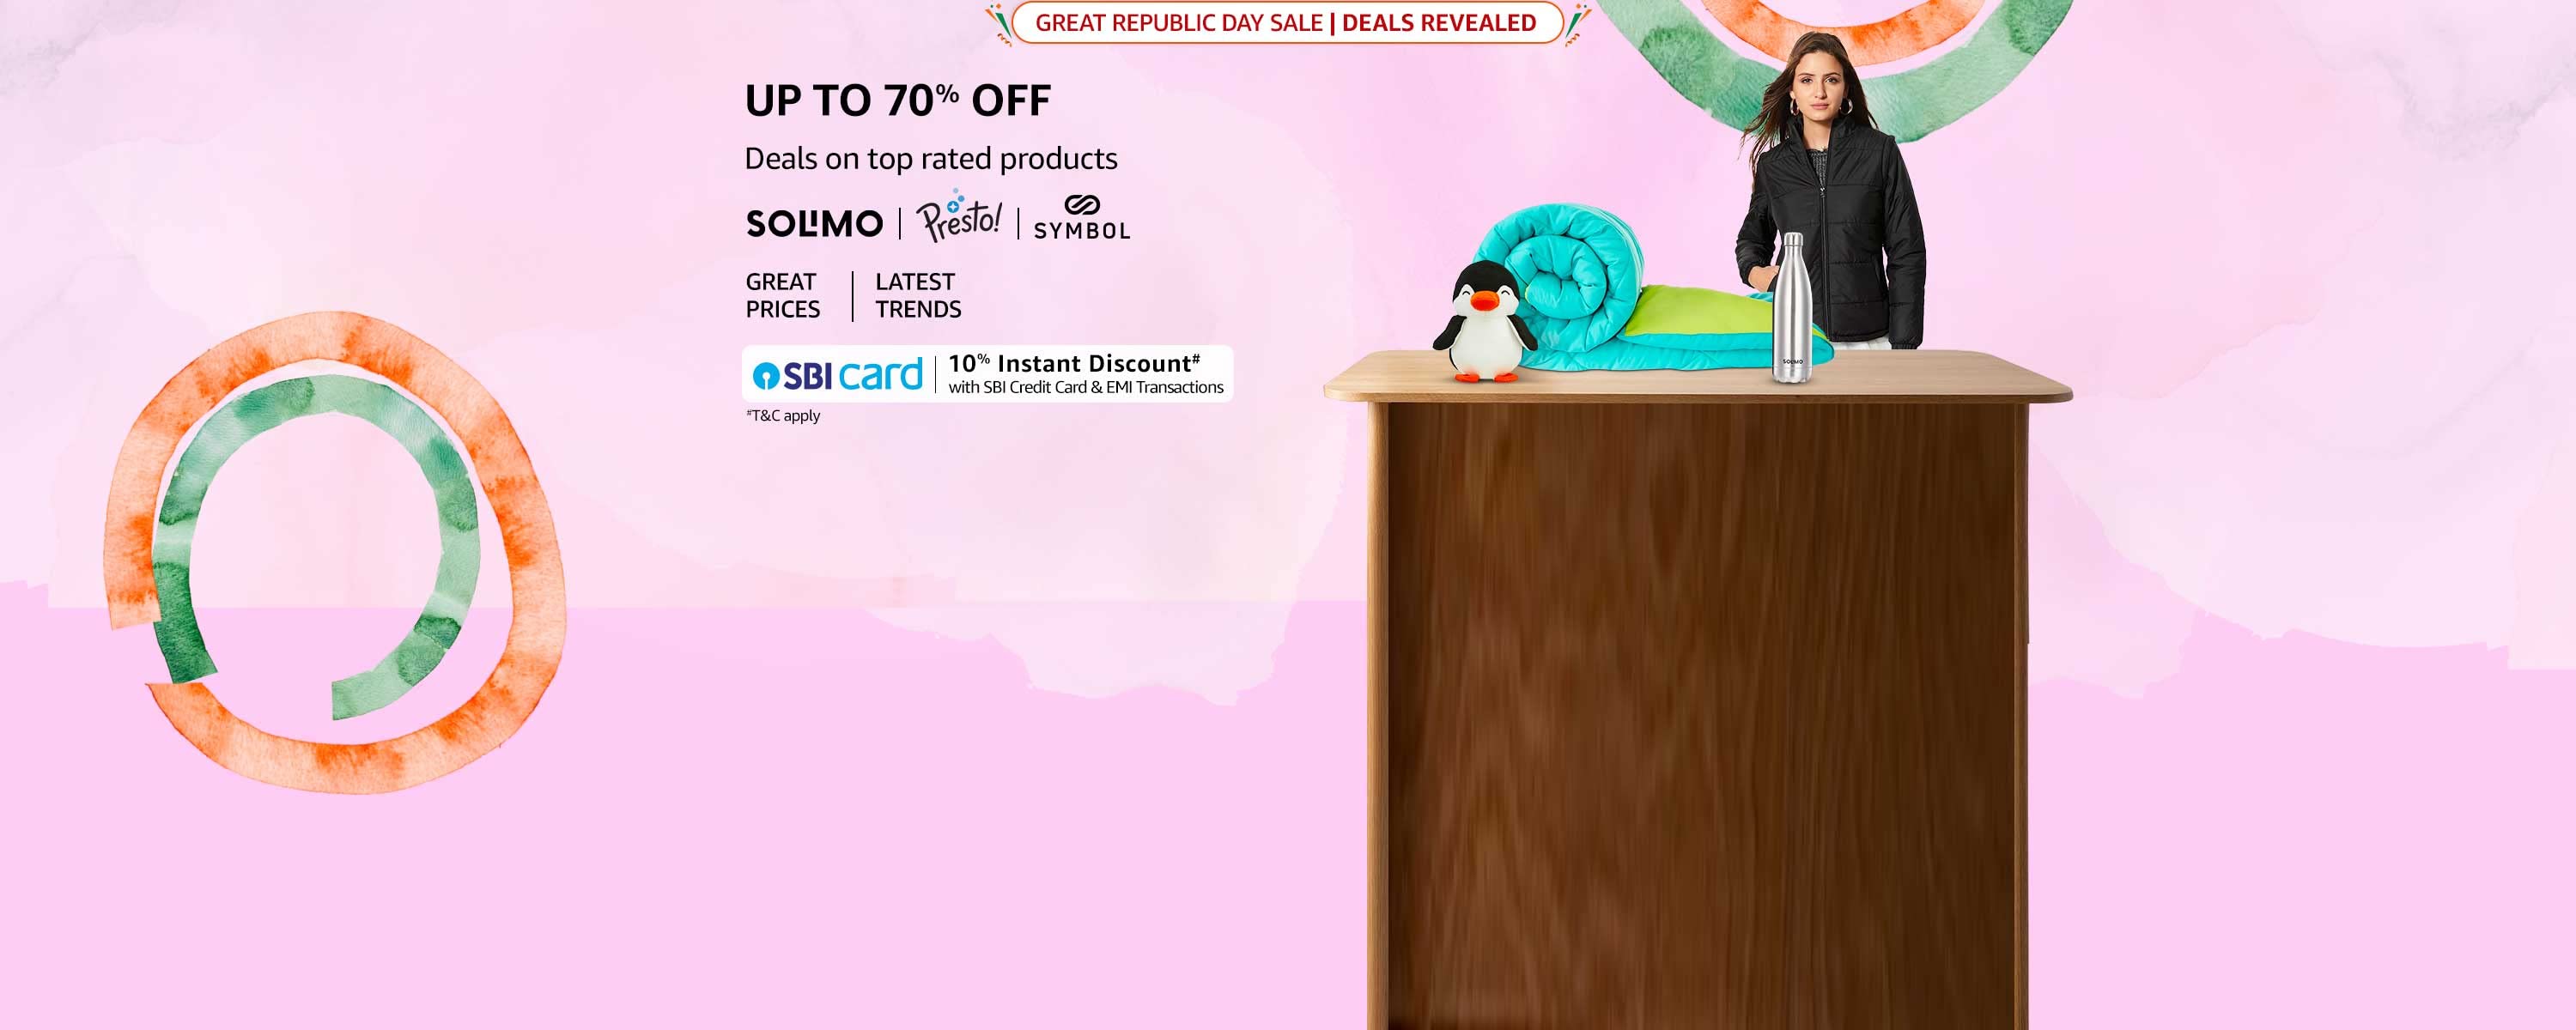 GREAT REPUBLIC DAY SALE | DEALS REVEALED
UP TO 70% OFF
Deals on top rated products
SOLIMO | Presto! | SYMBOL
GREAT PRICES | LATEST TRENDS
SBI card | 10% Instant Discount#
with SBI Credit Card & EMI Transactions
#T&C apply
SOLIMO